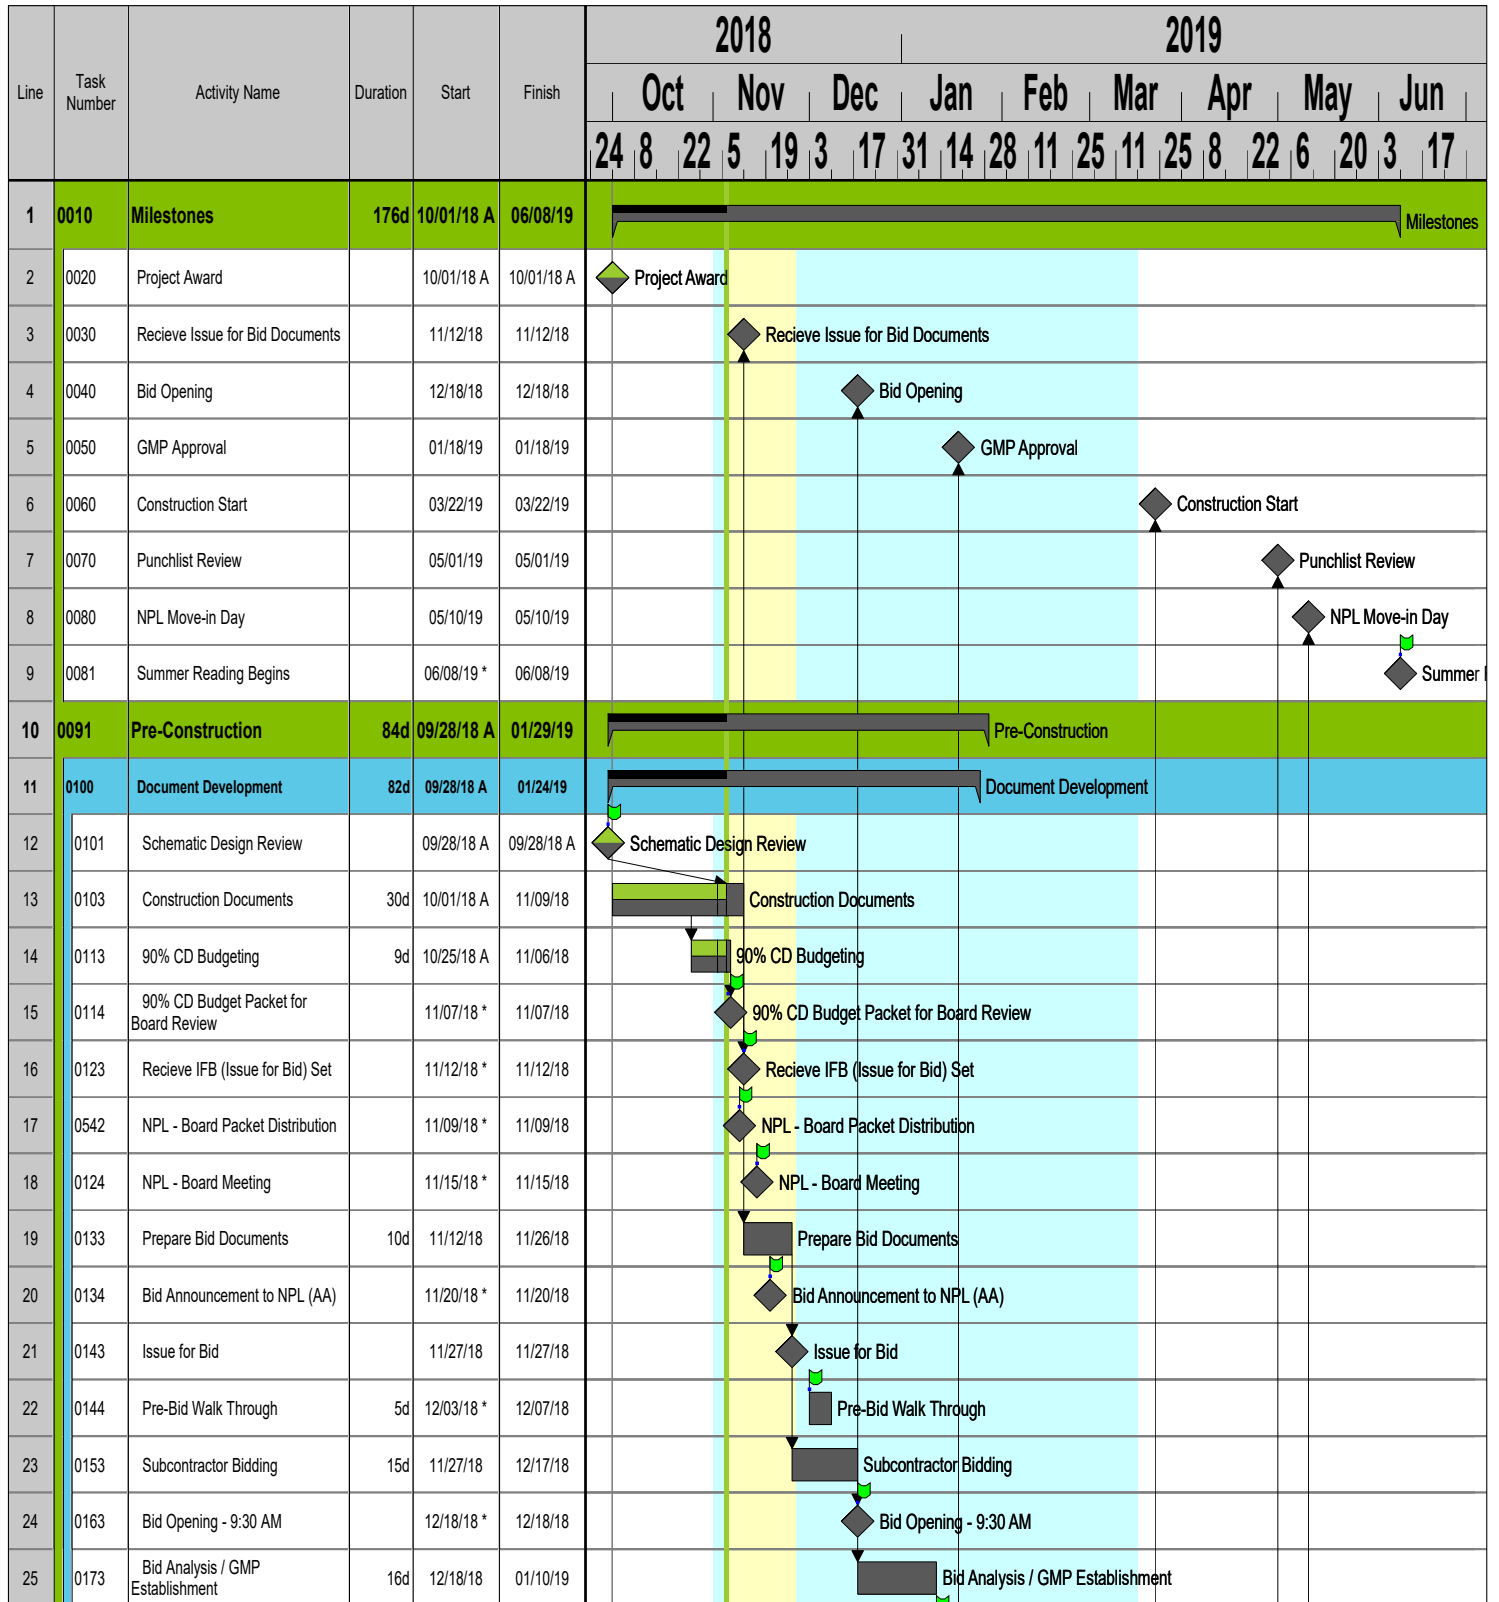 2018 2019
Line Task Number Activity Name Duration Start Finish Oct Nov Dec Jan Feb Mar Apr May Jun
24 8 22 5 19 3 17 31 14 28 11 25 11 25 8 22 6 20 3 17
1 0010 Milestones 176d 10/01/18 A 06/08/19 Milestones
2 0020 Project Award 10/01/18 A 10/01/18 A Project Award
3 0030 Recieve Issue for Bid Documents 11/12/18 11/12/18 Recieve Issue for Bid Documents
4 0040 Bid Opening 12/18/18 12/18/18 Bid Opening
5 0050 GMP Approval 01/18/19 01/18/19 GMP Approval
6 0060 Construction Start 03/22/19 03/22/19 Construction Start
7 0070 Punchlist Review 05/01/19 05/01/19 Punchlist Review
8 0080 NPL Move-in Day 05/10/19 05/10/19 NPL Move-in Day
9 0081 Summer Reading Begins 06/08/19 * 06/08/19 Summer
10 0091 Pre-Construction 84d 09/28/18 A 01/29/19 Pre-Construction
11 0100 Document Development 82d 09/28/18 A 01/24/19 Document Development
12 0101 Schematic Design Review 09/28/18 A 09/28/18 A Schematic Design Review
13 0103 Construction Documents 30d 10/01/18 A 11/09/18 Construction Documents
14 0113 90% CD Budgeting 9d 10/25/18 A 11/06/18 90% CD Budgeting
15 0114 90% CD Budget Packet for Board Review 11/07/18 * 11/07/18 90% CD Budget Packet for Board Review
16 0123 Recieve IFB (Issue for Bid) Set 11/12/18 * 11/12/18 Recieve IFB (Issue for Bid) Set
17 0542 NPL - Board Packet Distribution 11/09/18 * 11/09/18 NPL - Board Packet Distribution
18 0124 NPL - Board Meeting 11/15/18 * 11/15/18 NPL - Board Meeting
19 0133 Prepare Bid Documents 10d 11/12/18 11/26/18 Prepare Bid Documents
20 0134 Bid Announcement to NPL (AA) 11/20/18 * 11/20/18 Bid Announcement to NPL (AA)
21 0143 Issue for Bid 11/27/18 11/27/18 Issue for Bid
22 0144 Pre-Bid Walk Through 5d 12/03/18 * 12/07/18 Pre-Bid Walk Through
23 0153 Subcontractor Bidding 15d 11/27/18 12/17/18 Subcontractor Bidding
24 0163 Bid Opening - 9:30 AM 12/18/18 * 12/18/18 Bid Opening - 9:30 AM
25 0173 Bid Analysis / GMP Establishment 16d 12/18/18 01/10/19 Bid Analysis / GMP Establishment